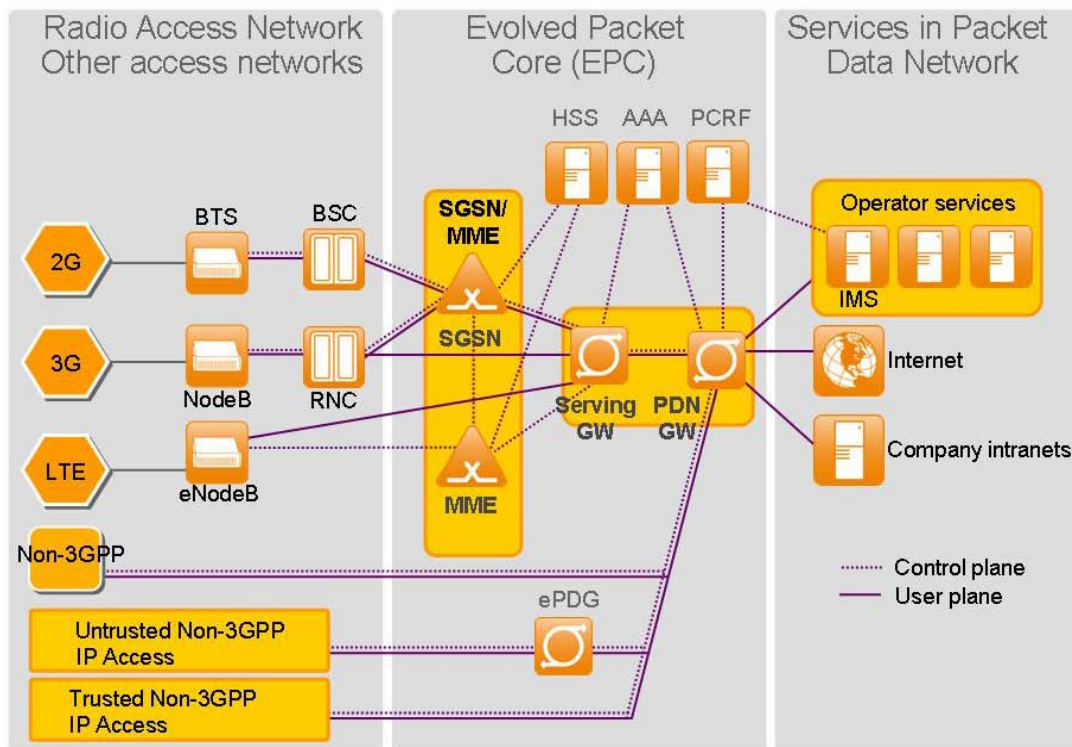 Radio Access Network
Other access networks
Evolved Packet
Core (EPC)
Services in Packet
Data Network
HSS
AAA
PCRF
BTS
BSC
SGSN/
MME
Operator services
2G
IMS
SGSN
3G
NodeB
RNC
Internet
Serving
GW
PDN
GW
LTE
eNodeB
MME
Company intranets
Non-3GPP
Control plane
User plane
ePDG
Untrusted Non-3GPP
IP Access
Trusted Non-3GPP
IP Access